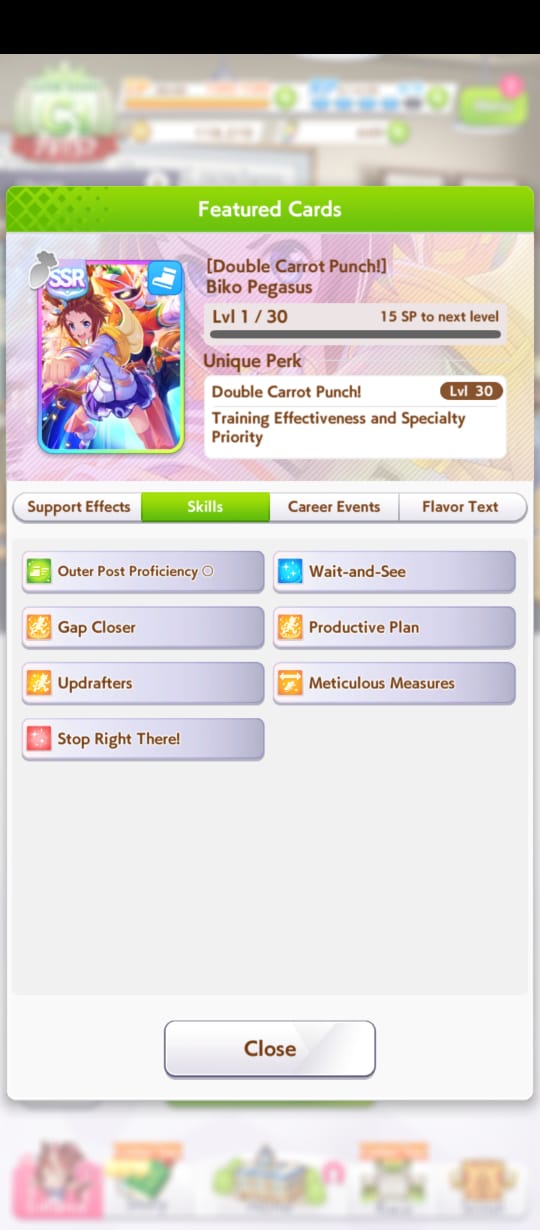 Featured Cards
SSR
[Double Carrot Punch!]
Biko Pegasus
Lvl 1 / 30
15 SP to next level
Unique Perk
Double Carrot Punch!
Lvl 30
Training Effectiveness and Specialty
Priority
Support Effects
Skills
Career Events
Flavor Text
Outer Post Proficiency ○
Wait-and-See
Gap Closer
Productive Plan
Updrafters
Meticulous Measures
Stop Right There!
Close